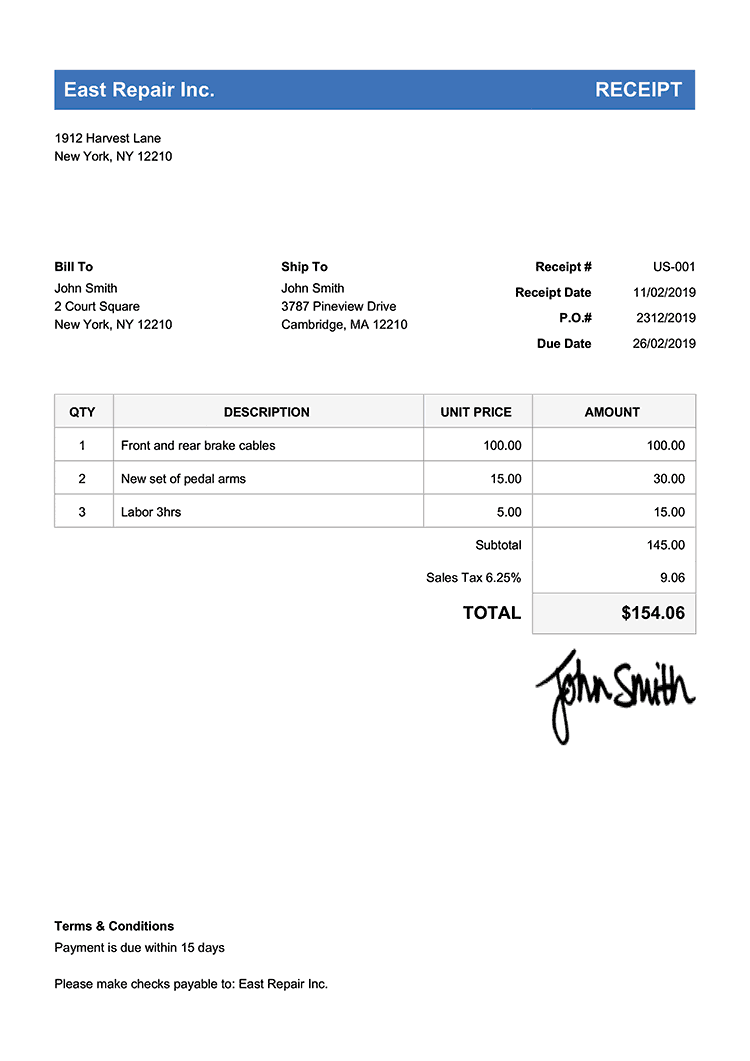 East Repair Inc. RECEIPT
1912 Harvest Lane
New York, NY 12210
Bill To Ship To Receipt # US-001
John Smith John Smith Receipt Date 11/02/2019
2 Court Square 3787 Pineview Drive P.O.# 2312/2019
New York, NY 12210 Cambridge, MA 12210 Due Date 26/02/2019
QTY DESCRIPTION UNIT PRICE AMOUNT
1 Front and rear brake cables 100.00 100.00
2 New set of pedal arms 15.00 30.00
3 Labor 3hrs 5.00 15.00
Subtotal 145.00
Sales Tax 6.25% 9.06
TOTAL $154.06
John Smith
Terms & Conditions
Payment is due within 15 days
Please make checks payable to: East Repair Inc.